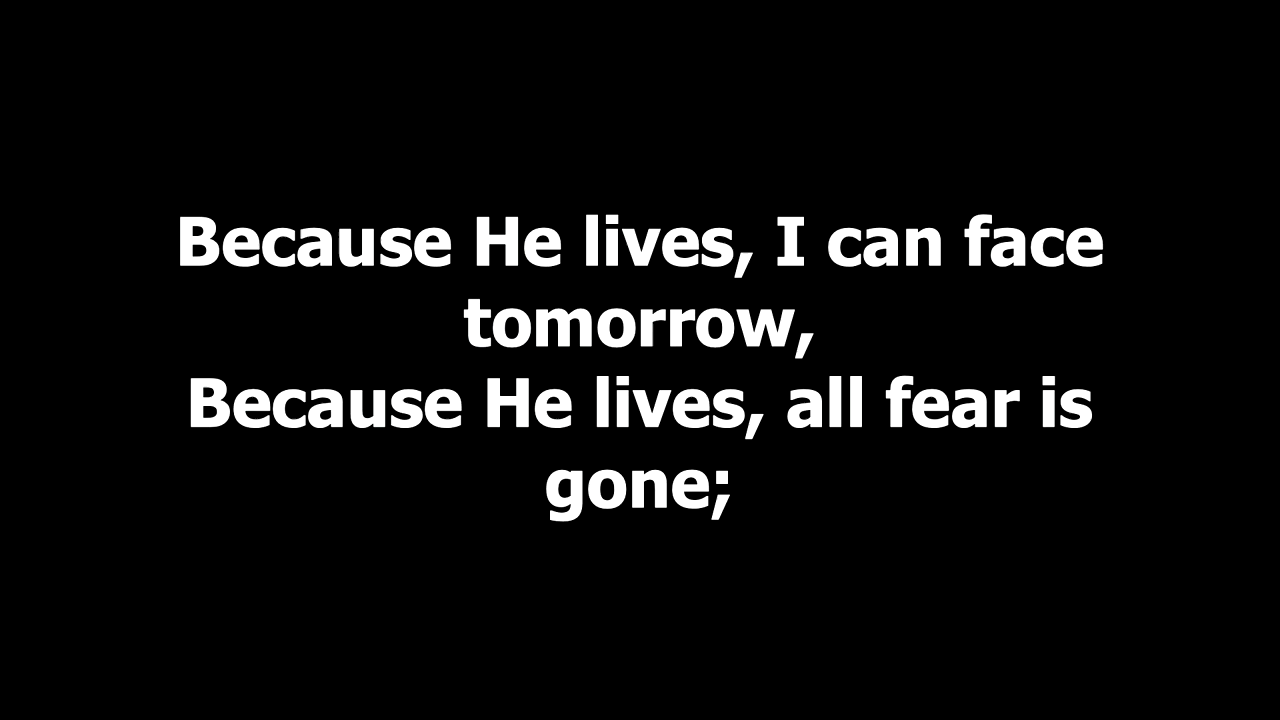 Because He lives, I can face
tomorrow,
Because He lives, all fear is
gone;